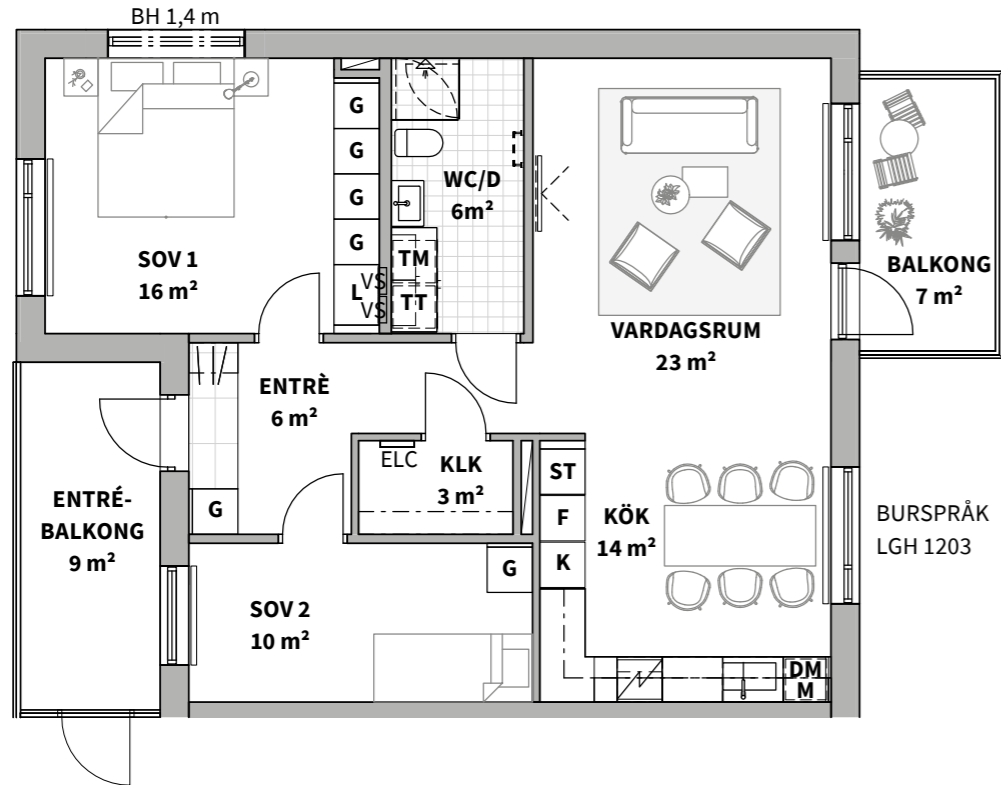 BH 1,4 m
G
G
G
G
L
VS
VS
WC/D
6m²
TM
TT
SOV 1
16 m²
VARDAGSRUM
23 m²
BALKONG
7 m²
ENTRÈ
6 m²
G
ELC
KLK
3 m²
ENTRÉ-
BALKONG
9 m²
ST
F
K
KÖK
14 m²
BURSPRÅK
LGH 1203
G
SOV 2
10 m²
DM
M